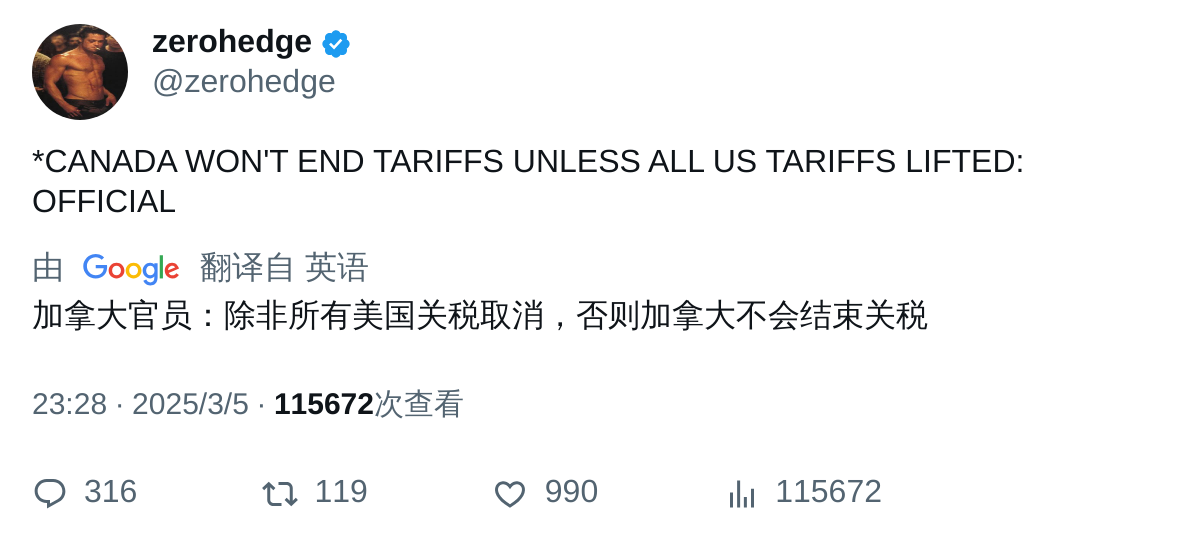 zerohedge
@zerohedge
*CANADA WON'T END TARIFFS UNLESS ALL US TARIFFS LIFTED:
OFFICIAL
由 Google 翻译自 英语
加拿大官员：除非所有美国关税取消，否则加拿大不会结束关税
23:28 · 2025/3/5 · 115672次查看
316 119 990 115672